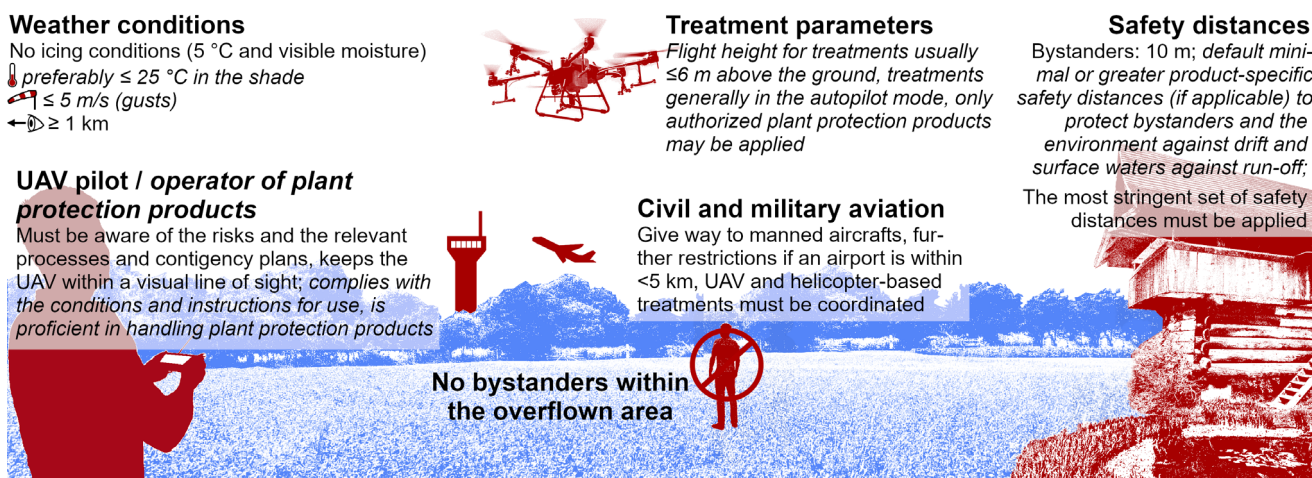 Weather conditions
No icing conditions (5 °C and visible moisture)
preferably ≤ 25 °C in the shade
≤ 5 m/s (gusts)
≥ 1 km
Treatment parameters
Flight height for treatments usually
≤6 m above the ground, treatments
generally in the autopilot mode, only
authorized plant protection products
may be applied
Safety distances
Bystanders: 10 m; default mini-
mal or greater product-specific
safety distances (if applicable) to
protect bystanders and the
environment against drift and
surface waters against run-off;
The most stringent set of safety
distances must be applied
UAV pilot / operator of plant
protection products
Must be aware of the risks and the relevant
processes and contigency plans, keeps the
UAV within a visual line of sight; complies with
the conditions and instructions for use, is
proficient in handling plant protection products
Civil and military aviation
Give way to manned aircrafts, fur-
ther restrictions if an airport is within
<5 km, UAV and helicopter-based
treatments must be coordinated
No bystanders within
the overflown area